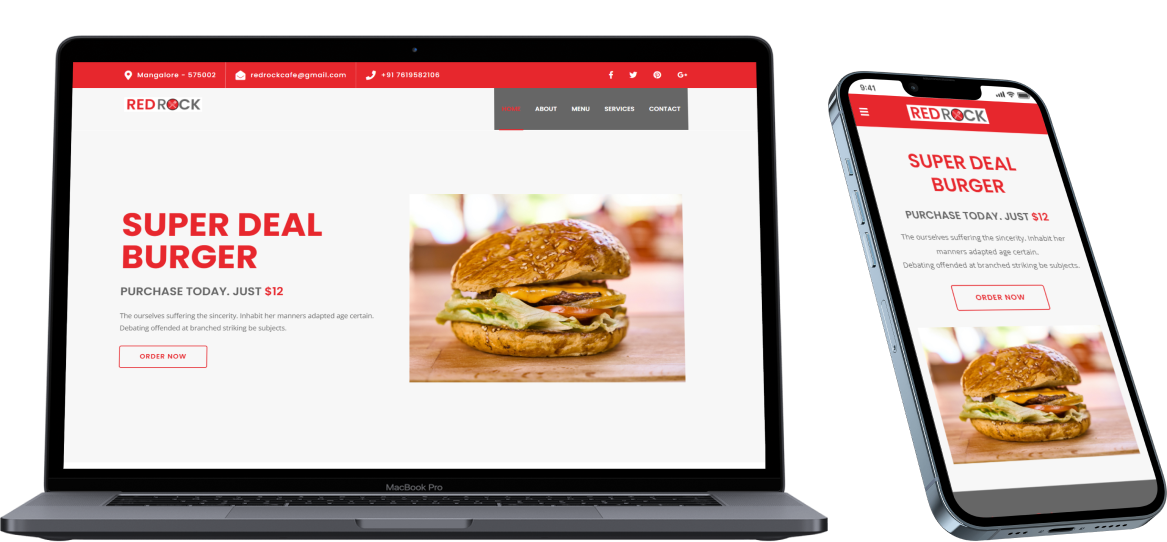 Mangalore - 575002
redrockcafe@gmail.com
+91 7619582106
G+
REDROCK
HOME ABOUT MENU SERVICES CONTACT
SUPER DEAL
BURGER
PURCHASE TODAY. JUST $12
The ourselves suffering the sincerity. Inhabit her manners adapted age certain.
Debating offended at branched striking be subjects.
ORDER NOW
MacBook Pro
9:41
REDROCK
SUPER DEAL
BURGER
PURCHASE TODAY. JUST $12
The ourselves suffering the sincerity. Inhabit her
manners adapted age certain.
Debating offended at branched striking be subjects.
ORDER NOW